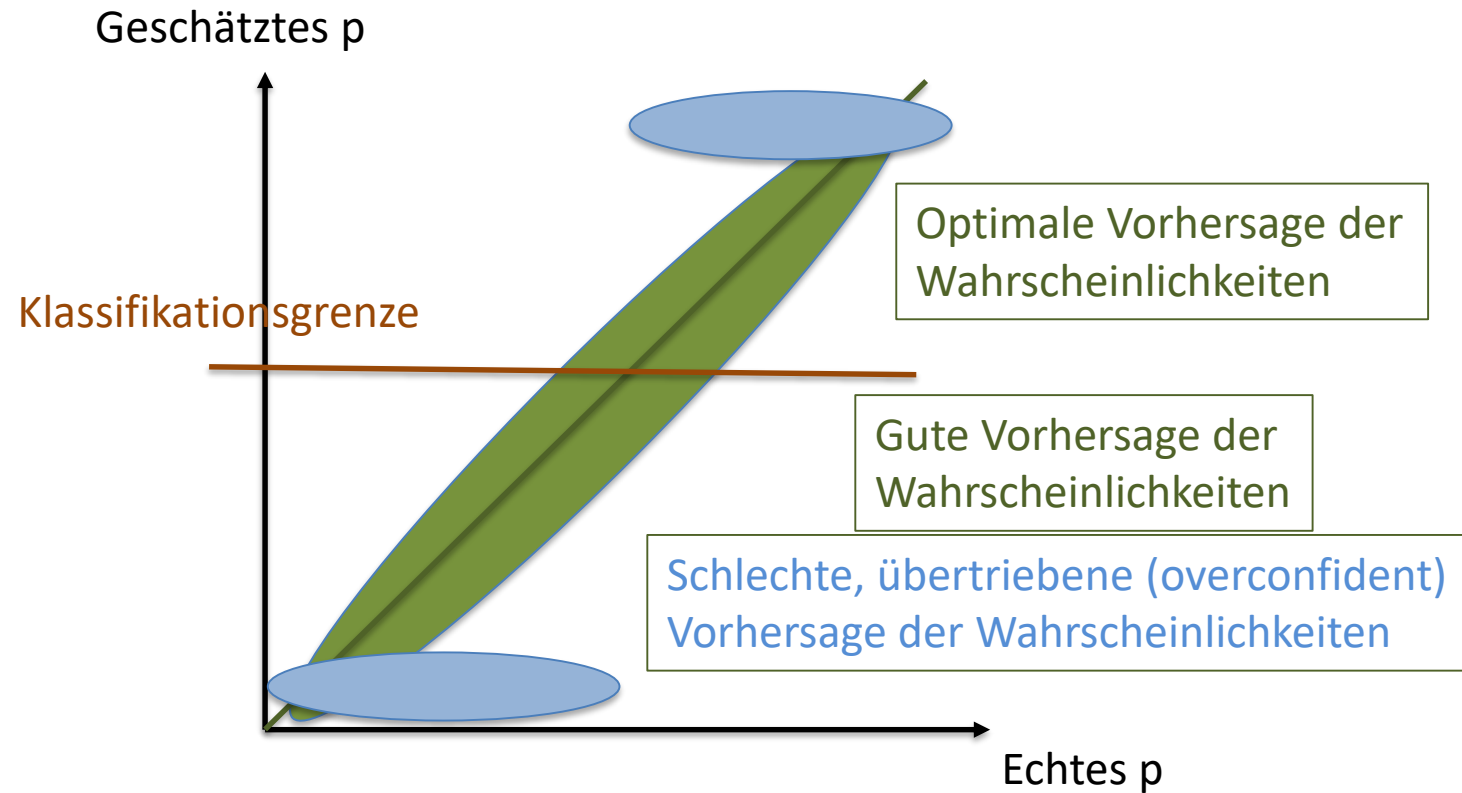 Geschätztes p
Optimale Vorhersage der
Wahrscheinlichkeiten
Klassifikationsgrenze
Gute Vorhersage der
Wahrscheinlichkeiten
Schlechte, übertriebene (overconfident)
Vorhersage der Wahrscheinlichkeiten
Echtes p